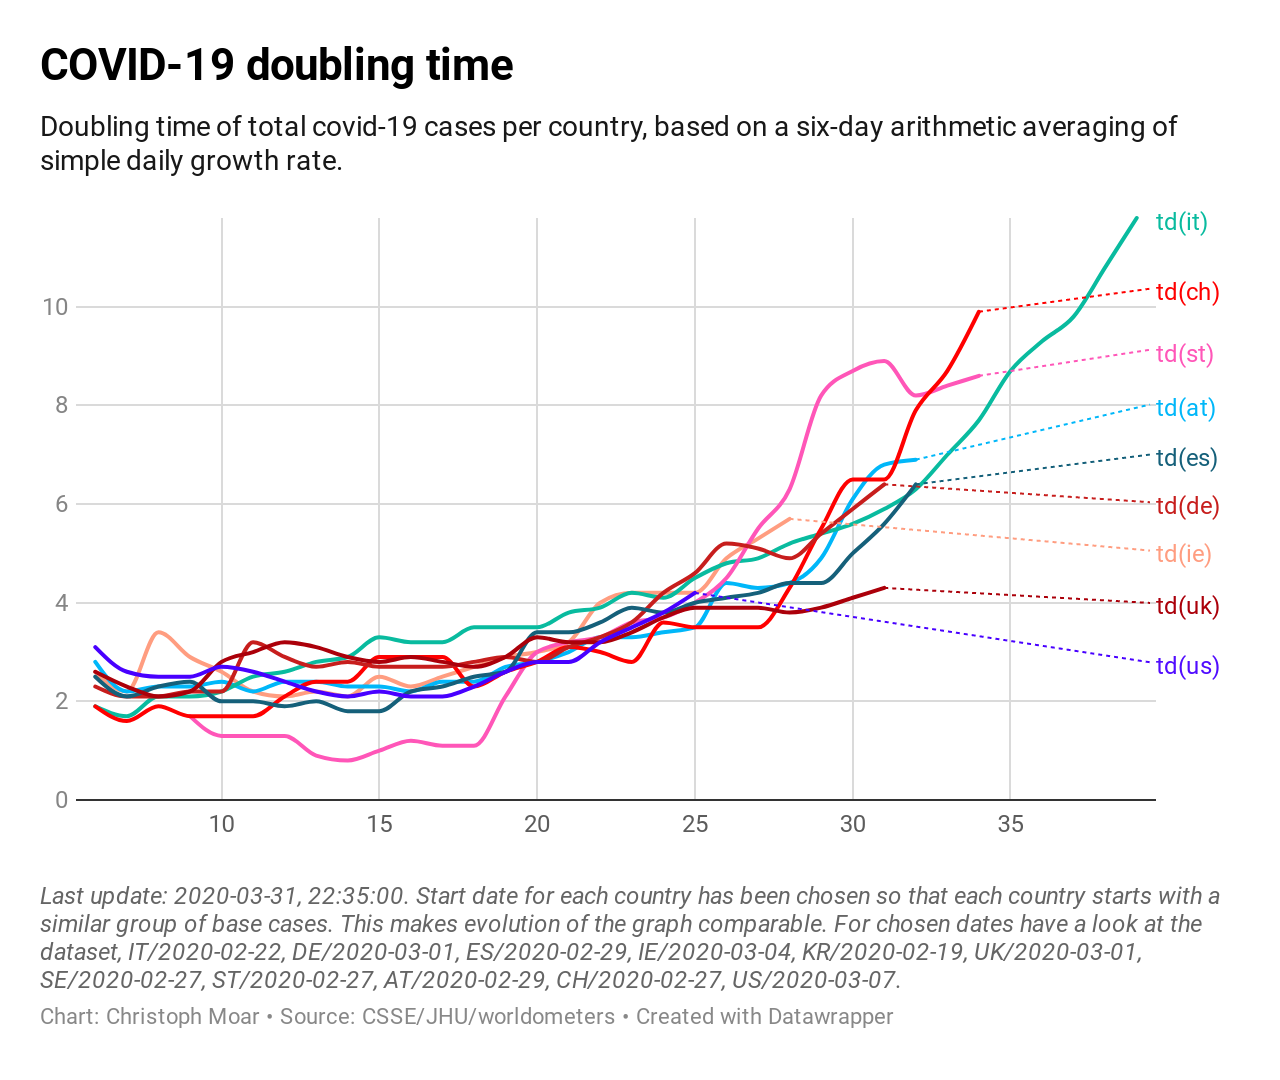 COVID-19 doubling time
Doubling time of total covid-19 cases per country, based on a six-day arithmetic averaging of
simple daily growth rate.
td(it)
10
td(ch)
td(st)
8
td(at)
td(es)
6
td(de)
td(ie)
4
td(uk)
td(us)
2
0
10 15 20 25 30 35
Last update: 2020-03-31, 22:35:00. Start date for each country has been chosen so that each country starts with a
similar group of base cases. This makes evolution of the graph comparable. For chosen dates have a look at the
dataset, IT/2020-02-22, DE/2020-03-01, ES/2020-02-29, IE/2020-03-04, KR/2020-02-19, UK/2020-03-01,
SE/2020-02-27, ST/2020-02-27, AT/2020-02-29, CH/2020-02-27, US/2020-03-07.
Chart: Christoph Moar • Source: CSSE/JHU/worldometers • Created with Datawrapper